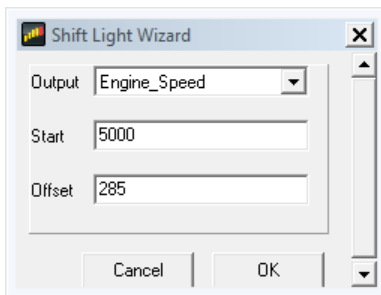 Shift Light Wizard
Output Engine_Speed
Start 5000
Offset 285
Cancel OK